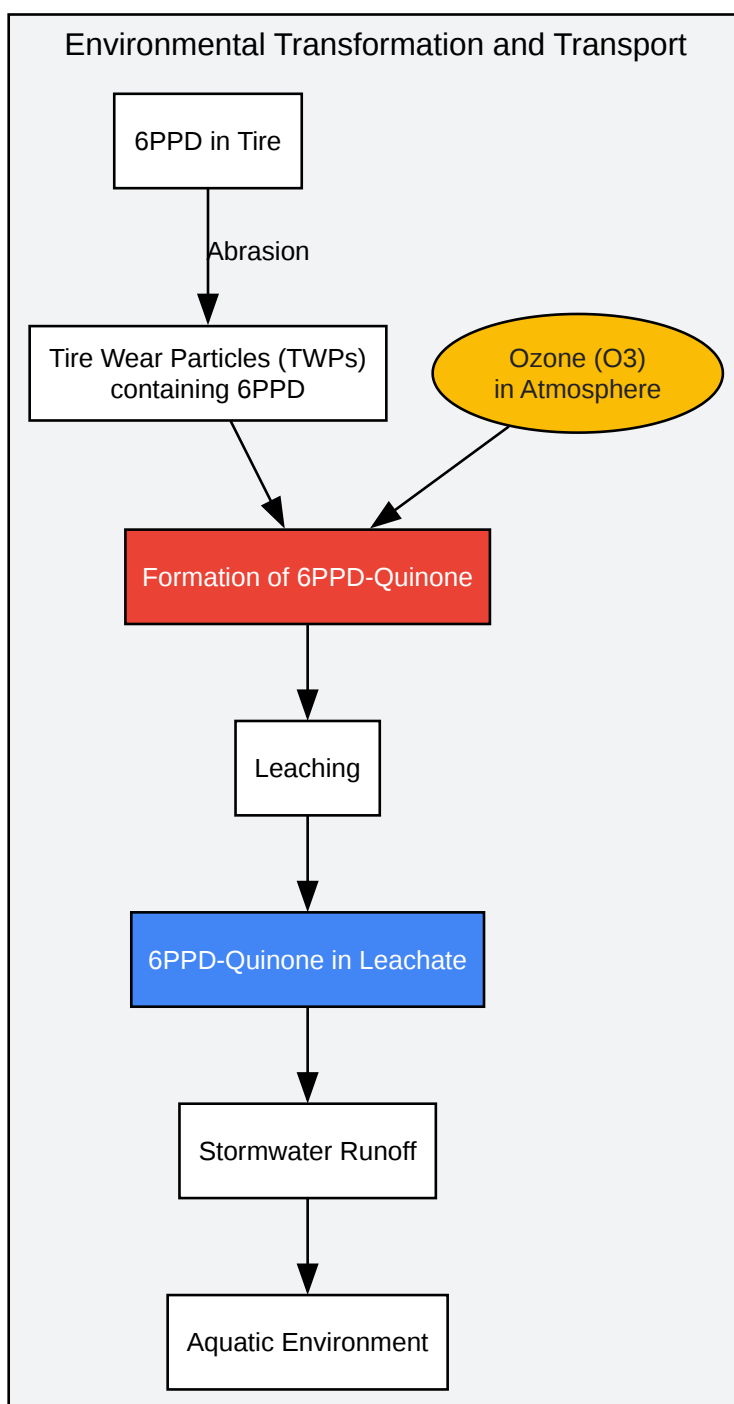 Environmental Transformation and Transport
6PPD in Tire
Abrasion
Tire Wear Particles (TWPs)
containing 6PPD
Ozone (O3)
in Atmosphere
Formation of 6PPD-Quinone
Leaching
6PPD-Quinone in Leachate
Stormwater Runoff
Aquatic Environment